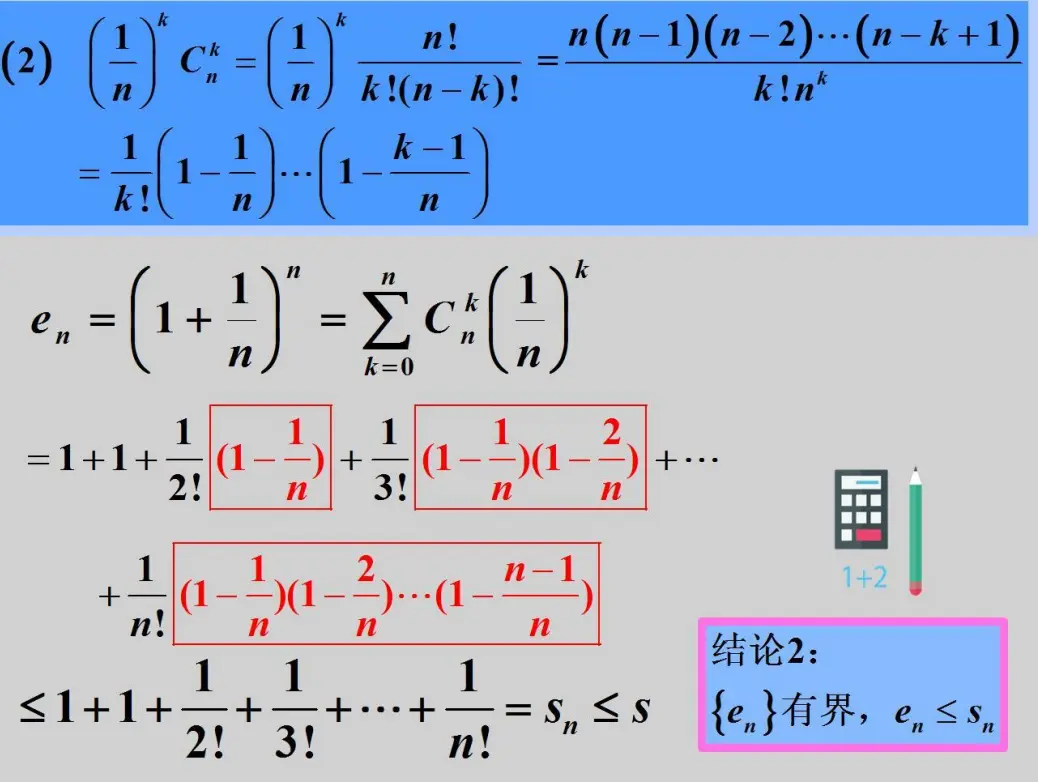 (2) $\left(\frac{1}{n}\right)^k C_n^k = \left(\frac{1}{n}\right)^k \frac{n!}{k!(n-k)!} = \frac{n(n-1)(n-2)\cdots(n-k+1)}{k!n^k}$
$= \frac{1}{k!}\left(1-\frac{1}{n}\right)\cdots\left(1-\frac{k-1}{n}\right)$
$e_n = \left(1+\frac{1}{n}\right)^n = \sum_{k=0}^{n} C_n^k \left(\frac{1}{n}\right)^k$
$= 1+1+\frac{1}{2!}(1-\frac{1}{n}) + \frac{1}{3!}(1-\frac{1}{n})(1-\frac{2}{n}) + \cdots$
$+ \frac{1}{n!}(1-\frac{1}{n})(1-\frac{2}{n})\cdots(1-\frac{n-1}{n})$
$\leq 1+1+\frac{1}{2!}+\frac{1}{3!}+\cdots+\frac{1}{n!} = s_n \leq s$
1+2
结论2：
$\{e_n\}$有界，$e_n \leq s_n$